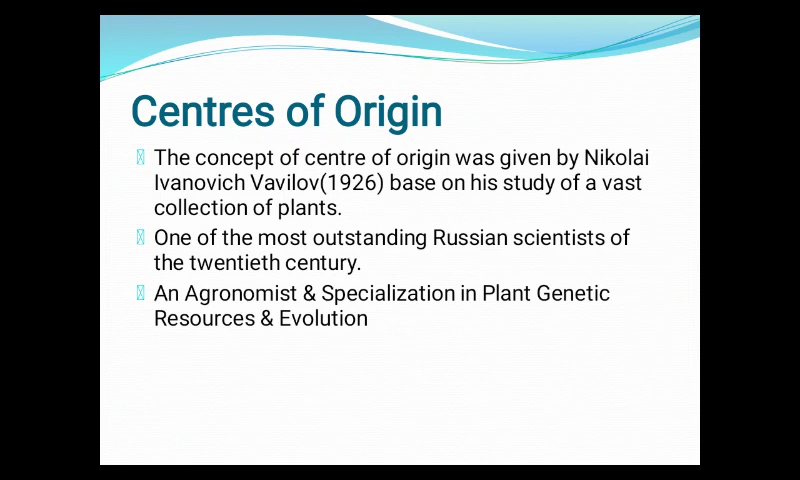 Centres of Origin
The concept of centre of origin was given by Nikolai
Ivanovich Vavilov(1926) base on his study of a vast
collection of plants.
One of the most outstanding Russian scientists of
the twentieth century.
An Agronomist & Specialization in Plant Genetic
Resources & Evolution